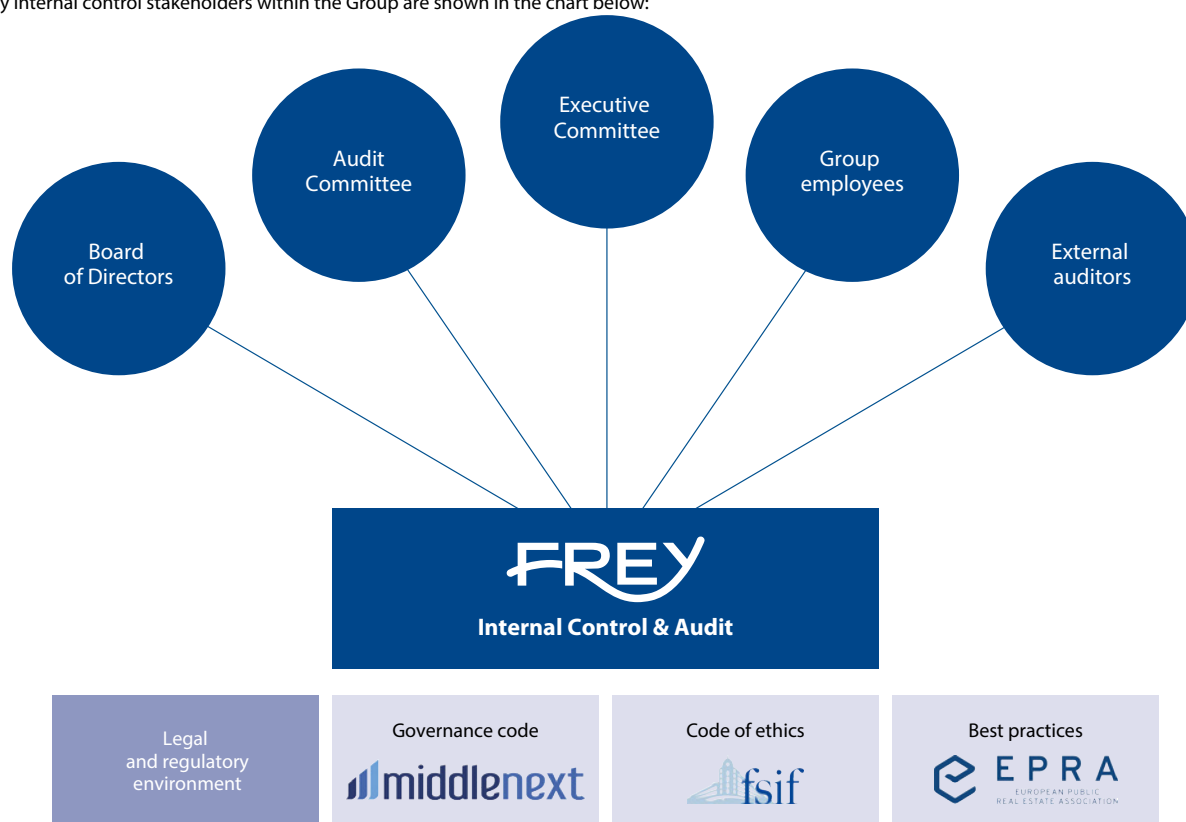 y internal control stakeholders within the Group are shown in the chart below:
Executive
Committee
Audit
Committee
Group
employees
Board
of Directors
External
auditors
FREY
Internal Control & Audit
Legal
and regulatory
environment
Governance code
middlenext
Code of ethics
fsif
Best practices
EPRA
EUROPEAN PUBLIC
REAL ESTATE ASSOCIATION